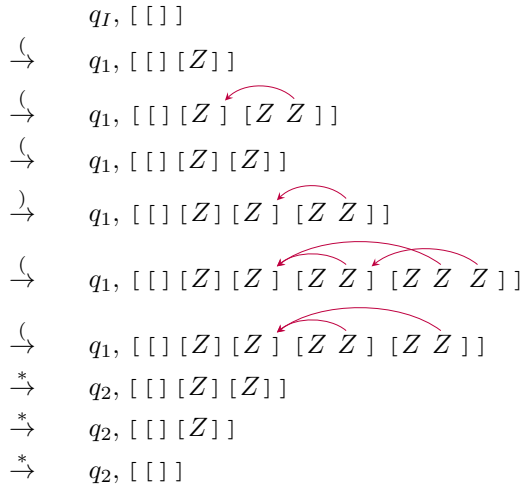 q_I, [ [ ] ]
( → q_1, [ [ ] [ Z ] ]
( → q_1, [ [ ] [ Z ] [ Z Z ] ]
( → q_1, [ [ ] [ Z ] [ Z ] ]
) → q_1, [ [ ] [ Z ] [ Z ] [ Z Z ] ]
( → q_1, [ [ ] [ Z ] [ Z ] [ Z Z ] [ Z Z Z ] ]
( → q_1, [ [ ] [ Z ] [ Z ] [ Z Z ] [ Z Z ] ]
* → q_2, [ [ ] [ Z ] [ Z ] ]
* → q_2, [ [ ] [ Z ] ]
* → q_2, [ [ ] ]